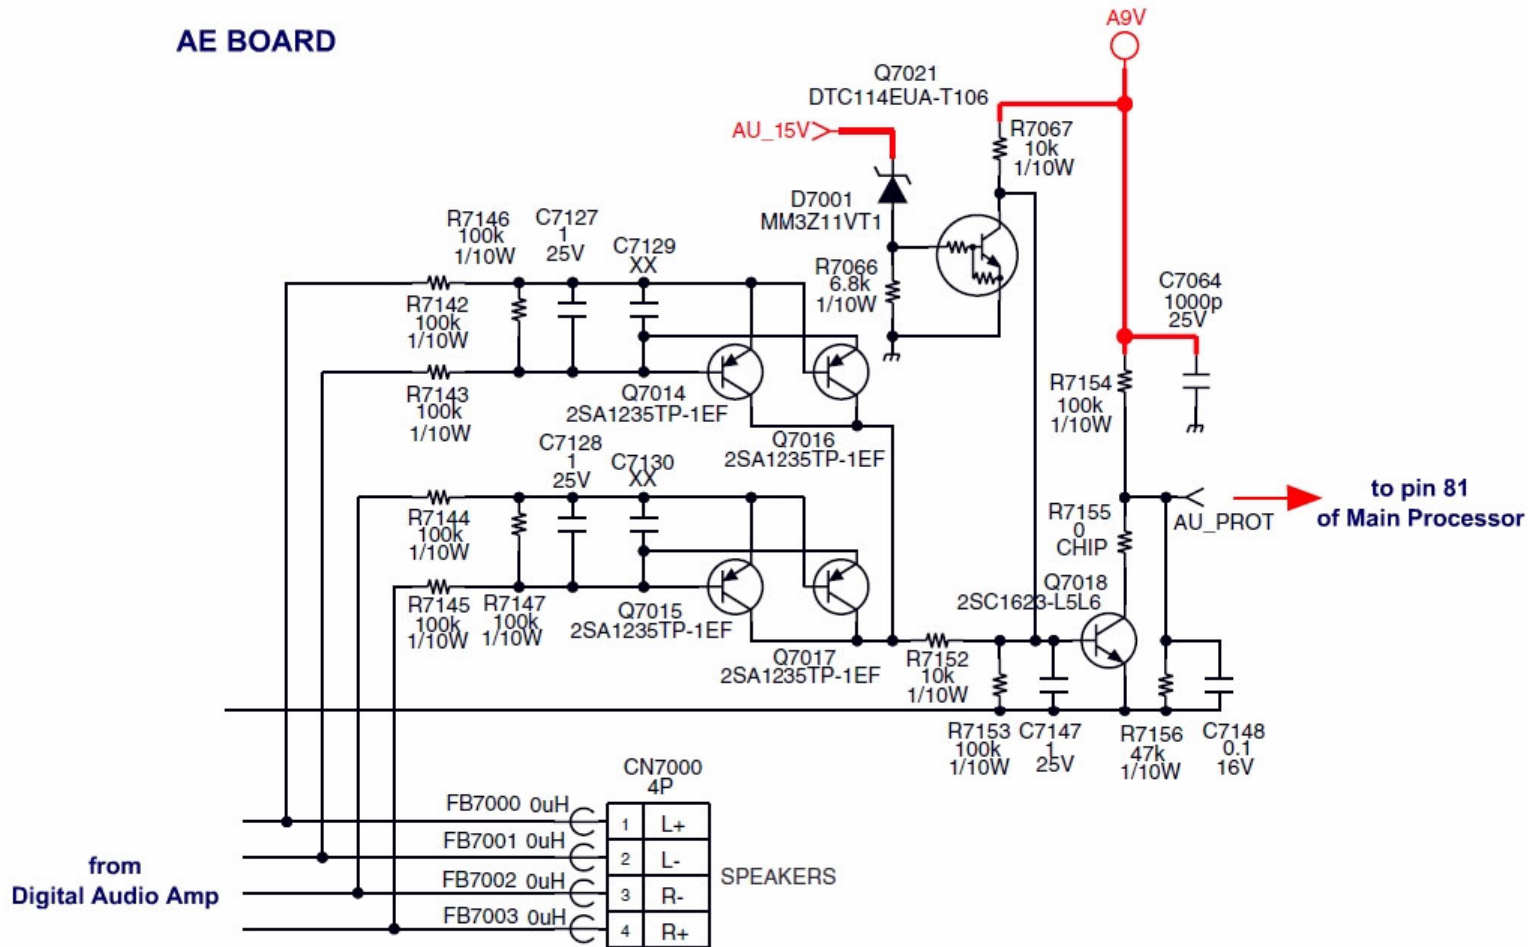 AE BOARD
A9V
Q7021
DTC114EUA-T106
AU_15V
R7067
10k
1/10W
D7001
MM3Z11VT1
R7146
100k
1/10W
C7127
1
25V
C7129
XX
R7066
6.8k
1/10W
C7064
1000p
25V
R7142
100k
1/10W
R7143
100k
1/10W
Q7014
2SA1235TP-1EF
R7154
100k
1/10W
Q7016
2SA1235TP-1EF
C7128
1
25V
C7130
XX
to pin 81
of Main Processor
AU_PROT
R7155
0
CHIP
R7144
100k
1/10W
Q7018
2SC1623-L5L6
R7145
100k
1/10W
R7147
100k
1/10W
Q7015
2SA1235TP-1EF
Q7017
2SA1235TP-1EF
R7152
10k
1/10W
R7153
100k
1/10W
C7147
1
25V
R7156
47k
1/10W
C7148
0.1
16V
CN7000
4P
FB7000 0uH
1 L+
FB7001 0uH
2 L-
FB7002 0uH
3 R-
FB7003 0uH
4 R+
SPEAKERS
from
Digital Audio Amp